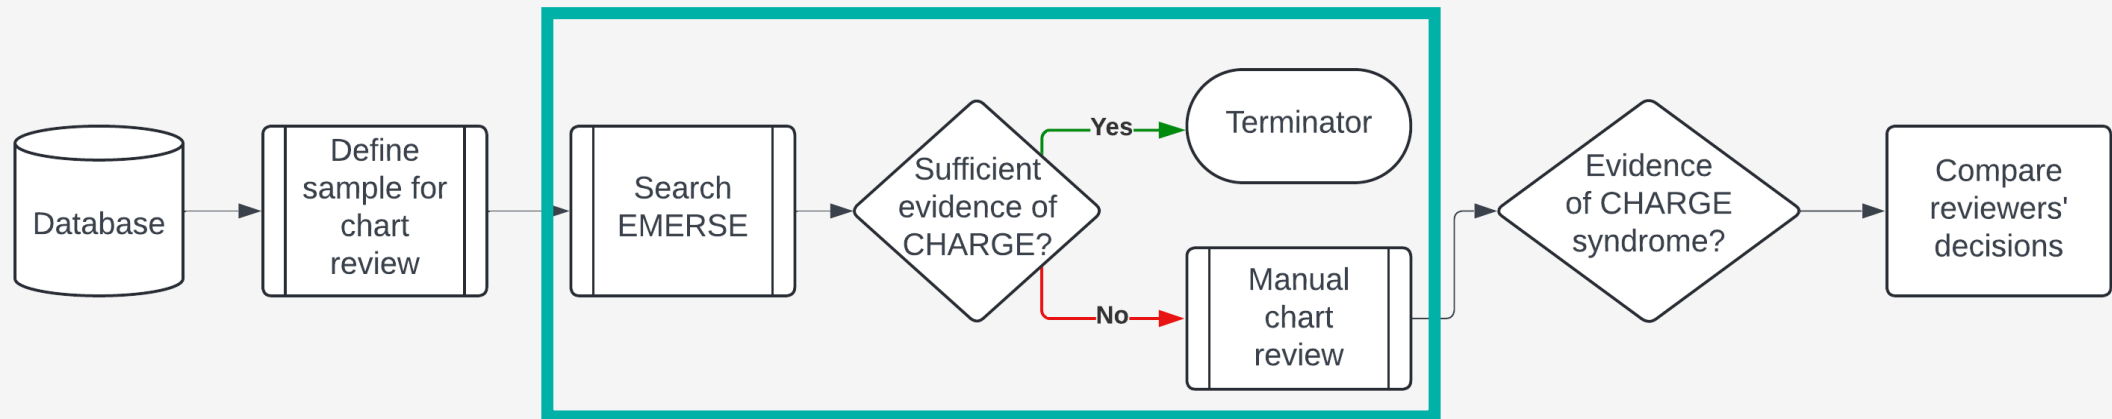 Database
Define
sample for
chart
review
Search
EMERSE
Sufficient
evidence of
CHARGE?
Yes
Terminator
No
Manual
chart
review
Evidence
of CHARGE
syndrome?
Compare
reviewers'
decisions